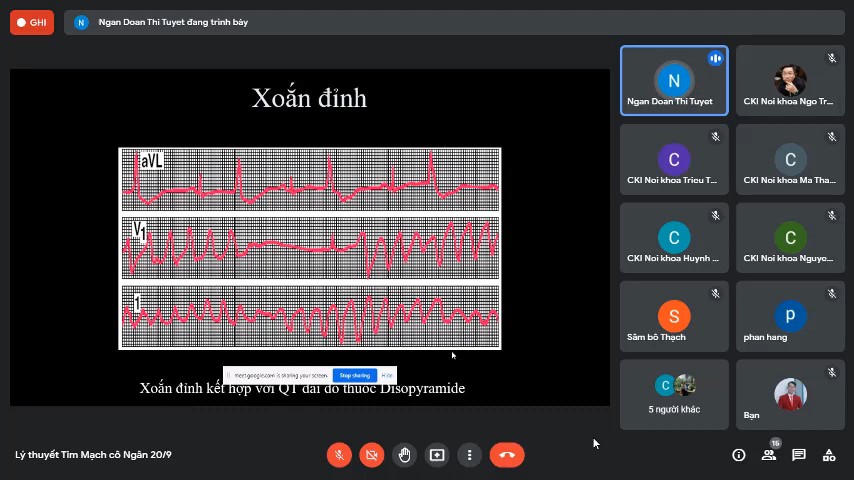 GHI
N
Ngan Doan Thi Tuyet đang trình bày
Xoắn đỉnh
aVL
V1
1
meet.google.com is sharing your screen.
Stop sharing
Hide
Xoắn đỉnh kết hợp với QT dài do thuốc Disopyramide
N
Ngan Doan Thi Tuyet
CKI Noi khoa Ngo Tr...
C
CKI Noi khoa Trieu T...
C
CKI Noi khoa Ma Tha...
C
CKI Noi khoa Huynh ...
C
CKI Noi khoa Nguye...
S
Sâm bô Thạch
p
phan hang
C
5 người khác
Bạn
Lý thuyết Tim Mạch cô Ngân 20/9
15